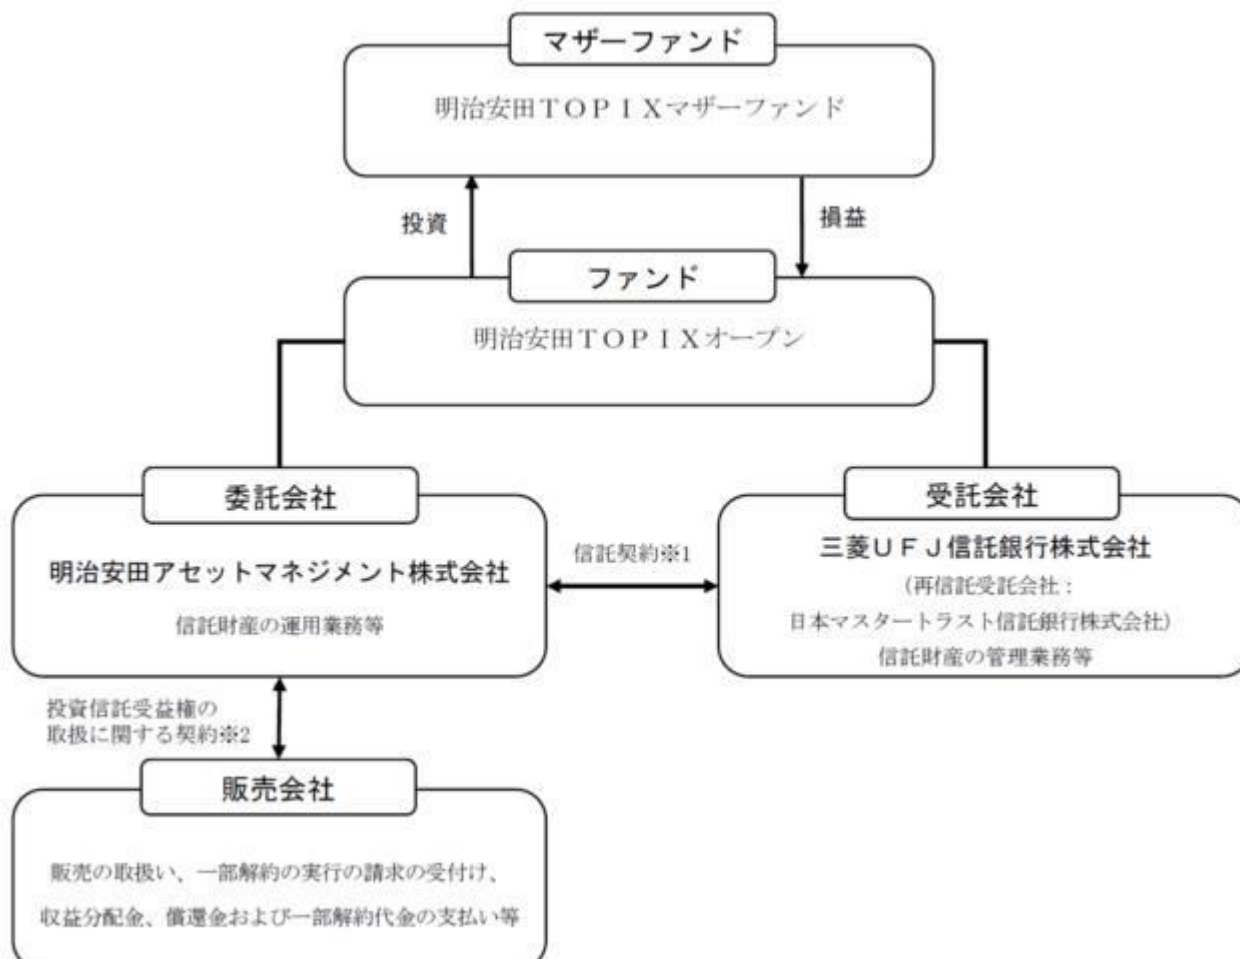 マザーファンド
明治安田ＴＯＰＩＸマザーファンド
投資
損益
ファンド
明治安田ＴＯＰＩＸオープン
委託会社
明治安田アセットマネジメント株式会社
信託財産の運用業務等
信託契約※1
受託会社
三菱ＵＦＪ信託銀行株式会社
（再信託受託会社：
日本マスタートラスト信託銀行株式会社）
信託財産の管理業務等
投資信託受益権の
取扱に関する契約※2
販売会社
販売の取扱い、一部解約の実行の請求の受付け、
収益分配金、償還金および一部解約代金の支払い等